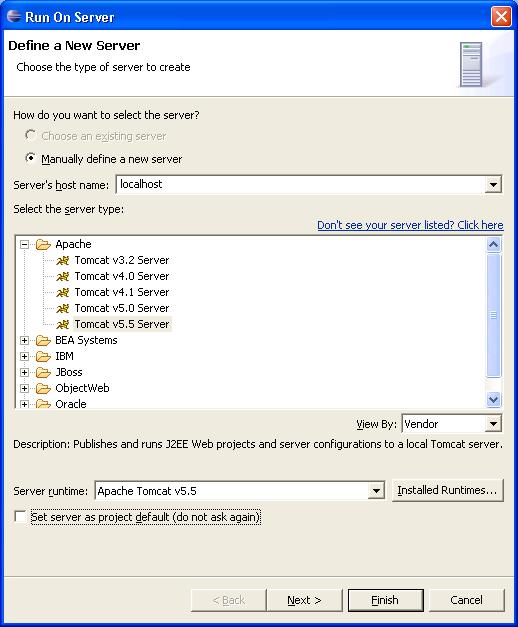 Run On Server
Define a New Server
Choose the type of server to create
How do you want to select the server?
Choose an existing server
Manually define a new server
Server's host name: localhost
Select the server type:
Don't see your server listed? Click here
Apache
Tomcat v3.2 Server
Tomcat v4.0 Server
Tomcat v4.1 Server
Tomcat v5.0 Server
Tomcat v5.5 Server
BEA Systems
IBM
JBoss
ObjectWeb
Oracle
View By: Vendor
Description: Publishes and runs J2EE Web projects and server configurations to a local Tomcat server.
Server runtime: Apache Tomcat v5.5 Installed Runtimes...
Set server as project default (do not ask again)
< Back Next > Finish Cancel